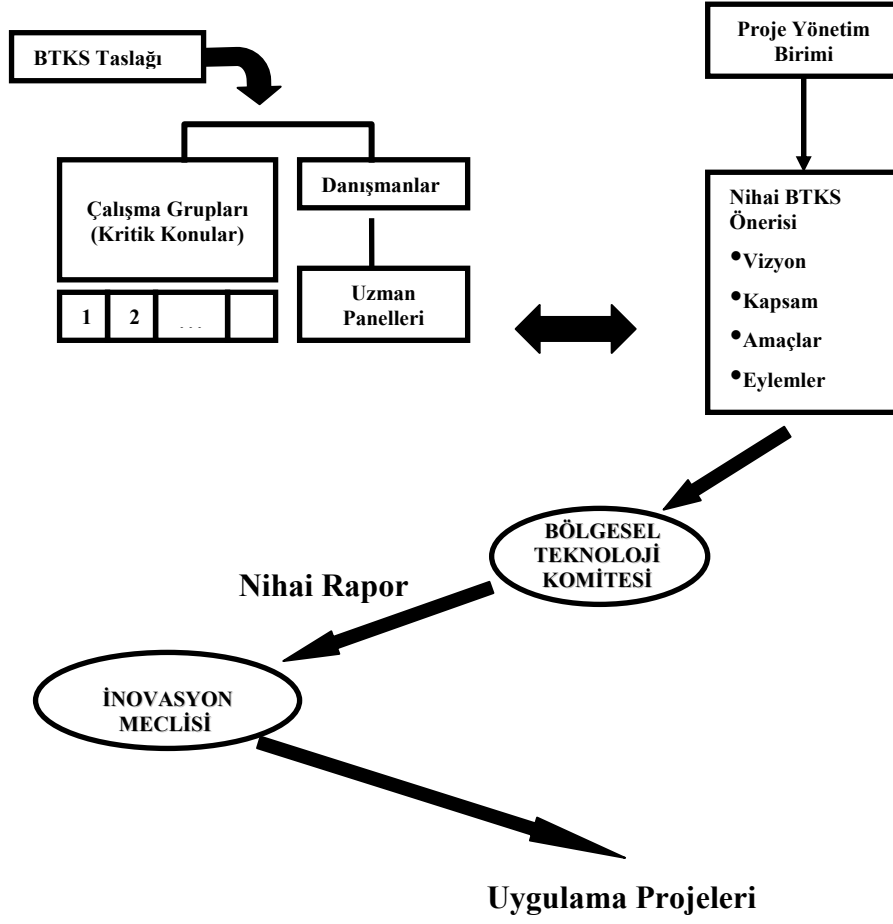 BTKS Taslağı
Proje Yönetim
Birimi
Çalışma Grupları
(Kritik Konular)
1 2 ...
Danışmanlar
Uzman
Panelleri
Nihai BTKS
Önerisi
•Vizyon
•Kapsam
•Amaçlar
•Eylemler
BÖLGESEL
TEKNOLOJİ
KOMİTESİ
Nihai Rapor
İNOVASYON
MECLİSİ
Uygulama Projeleri